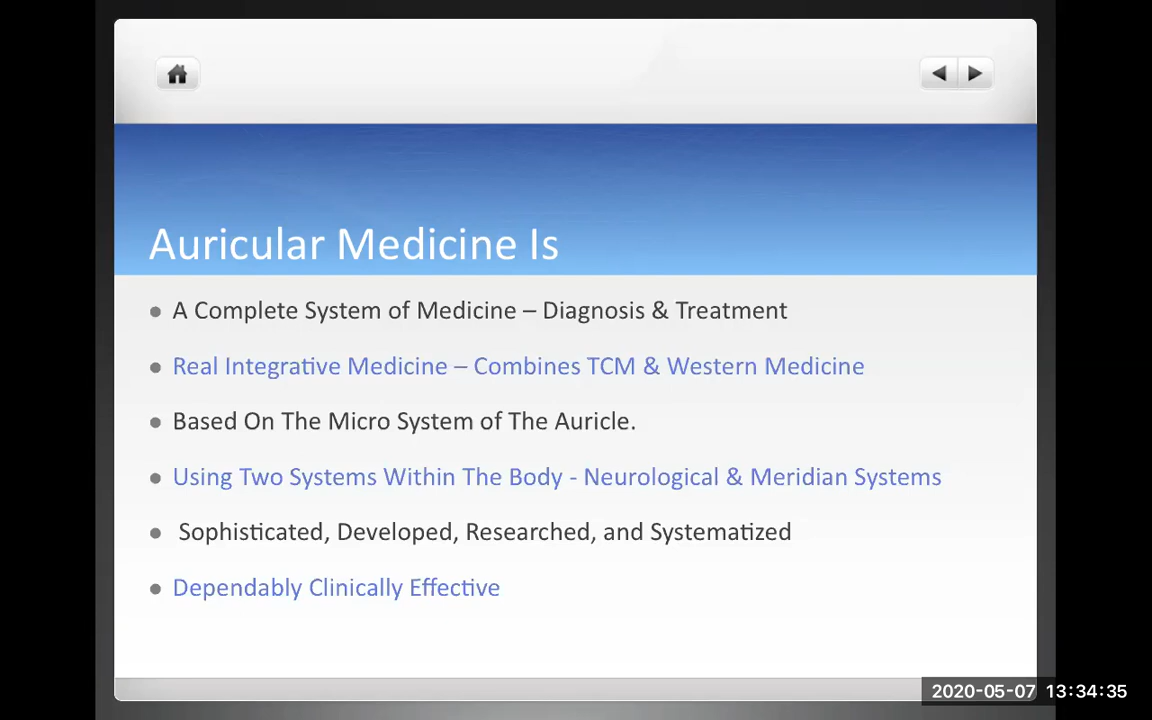 Auricular Medicine Is
A Complete System of Medicine – Diagnosis & Treatment
Real Integrative Medicine – Combines TCM & Western Medicine
Based On The Micro System of The Auricle.
Using Two Systems Within The Body - Neurological & Meridian Systems
Sophisticated, Developed, Researched, and Systematized
Dependably Clinically Effective
2020-05-07 13:34:35